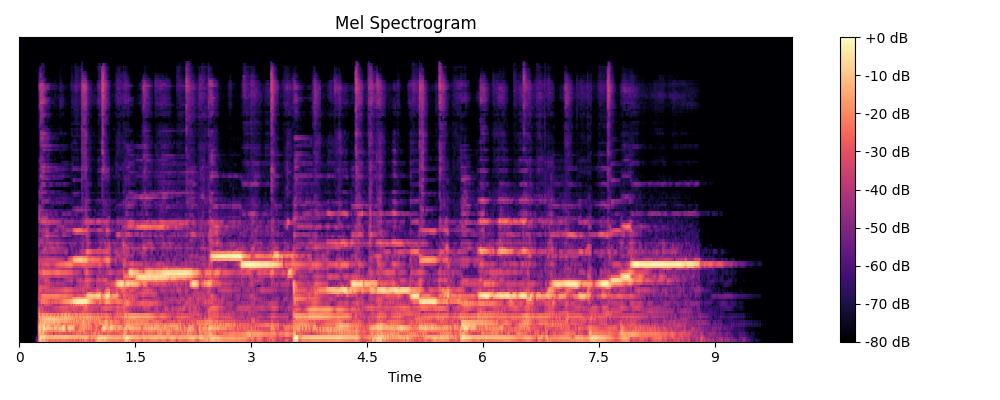 Mel Spectrogram
+0 dB
-10 dB
-20 dB
-30 dB
-40 dB
-50 dB
-60 dB
-70 dB
-80 dB
0 1.5 3 4.5 6 7.5 9
Time